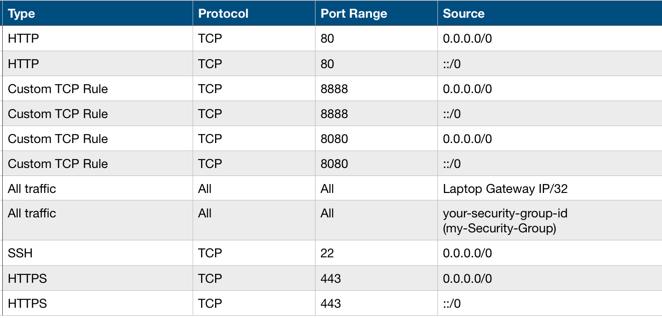 Type Protocol Port Range Source
HTTP TCP 80 0.0.0.0/0
HTTP TCP 80 ::/0
Custom TCP Rule TCP 8888 0.0.0.0/0
Custom TCP Rule TCP 8888 ::/0
Custom TCP Rule TCP 8080 0.0.0.0/0
Custom TCP Rule TCP 8080 ::/0
All traffic All All Laptop Gateway IP/32
All traffic All All your-security-group-id
(my-Security-Group)
SSH TCP 22 0.0.0.0/0
HTTPS TCP 443 0.0.0.0/0
HTTPS TCP 443 ::/0